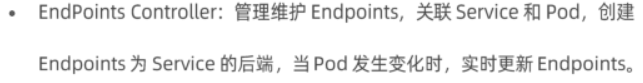 • EndPoints Controller：管理维护 Endpoints，关联 Service 和 Pod，创建
Endpoints 为 Service 的后端，当 Pod 发生变化时，实时更新 Endpoints。